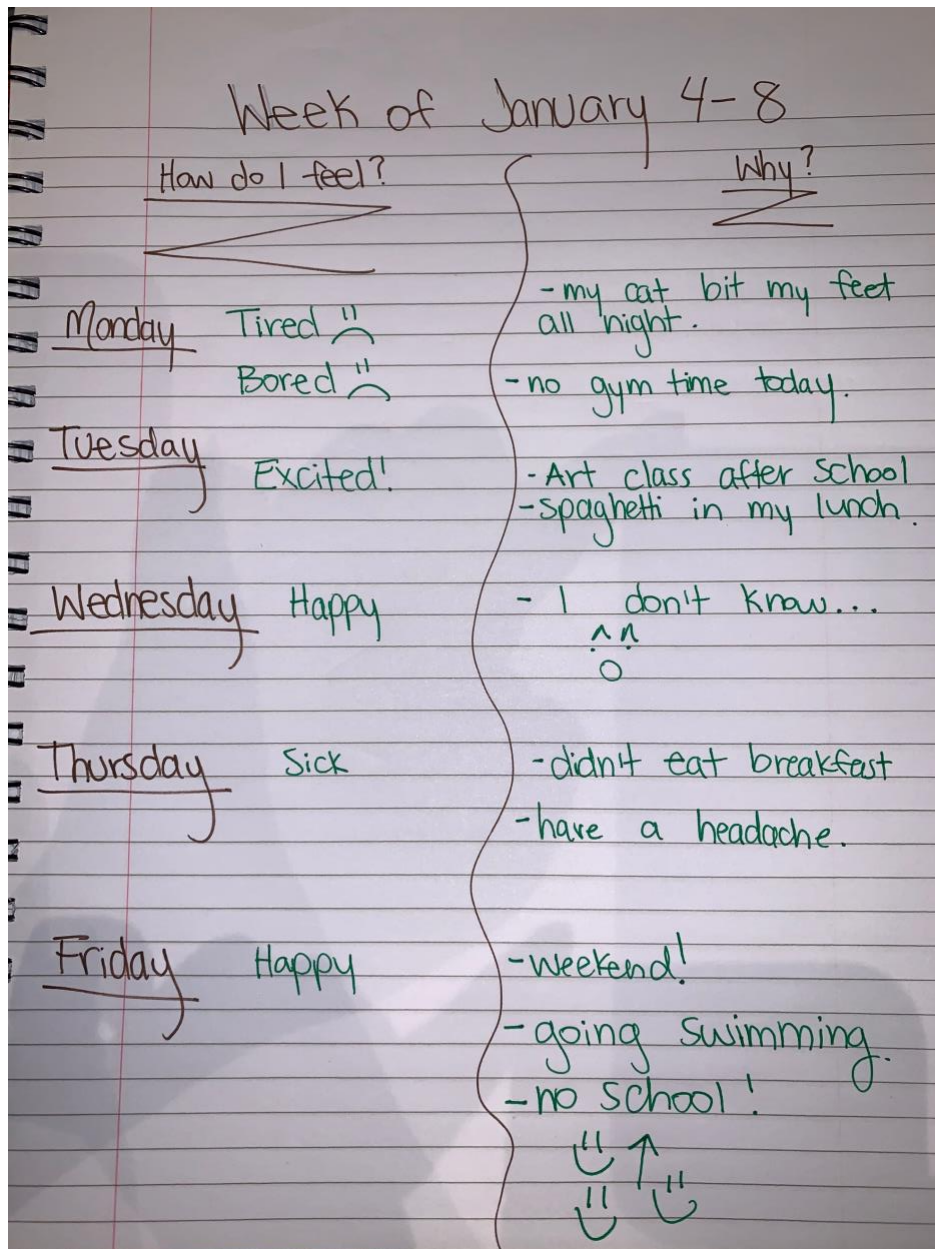 Week of January 4-8
How do I feel?
Why?
Monday Tired
- my cat bit my feet
all night.
Bored
- no gym time today.
Tuesday
Excited!
- Art class after school
- spaghetti in my lunch.
Wednesday Happy
- I don't know...
Thursday Sick
- didn't eat breakfast
- have a headache.
Friday Happy
- weekend!
- going swimming.
- no school!